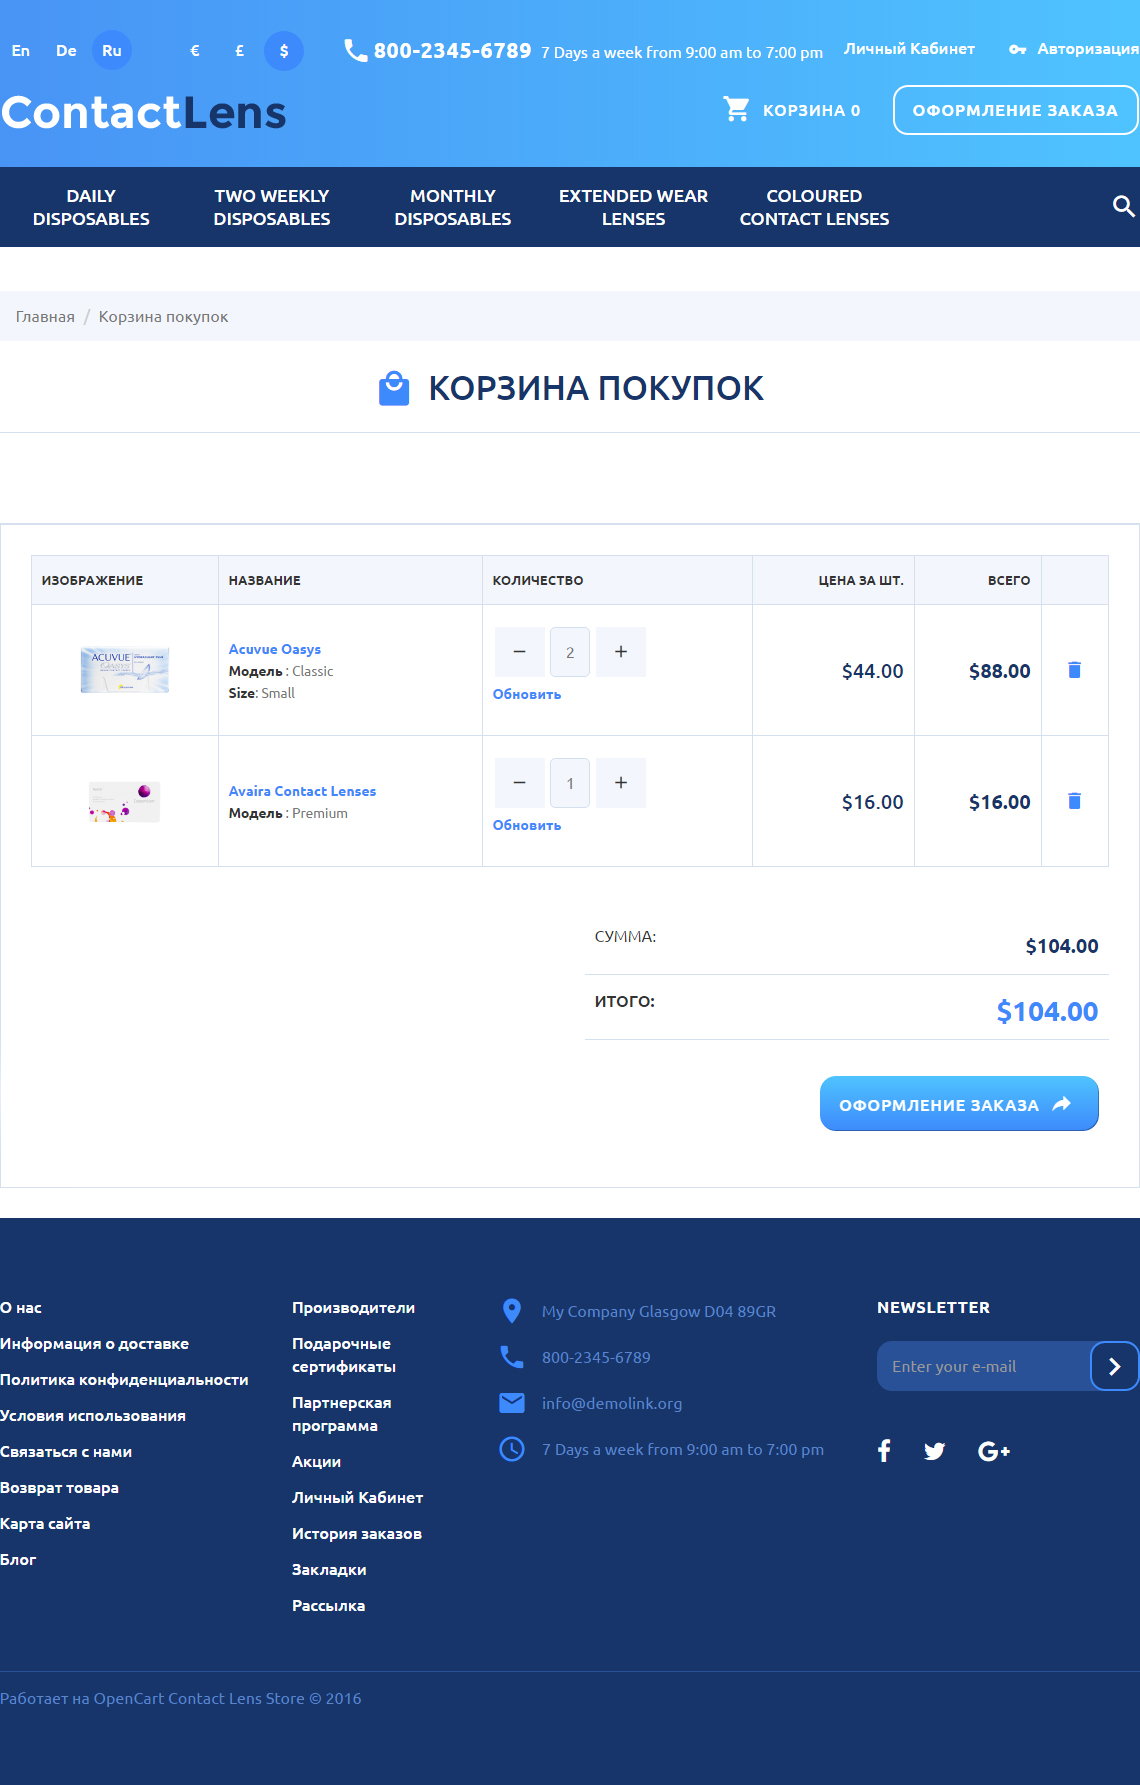 En De Ru € £ $ 800-2345-6789 7 Days a week from 9:00 am to 7:00 pm Личный Кабинет Авторизация
ContactLens КОРЗИНА 0 ОФОРМЛЕНИЕ ЗАКАЗА
DAILY DISPOSABLES
TWO WEEKLY DISPOSABLES
MONTHLY DISPOSABLES
EXTENDED WEAR LENSES
COLOURED CONTACT LENSES
Главная / Корзина покупок
КОРЗИНА ПОКУПОК
ИЗОБРАЖЕНИЕ НАЗВАНИЕ КОЛИЧЕСТВО ЦЕНА ЗА ШТ. ВСЕГО
ACUVUE
OASYS
Acuvue Oasys
Модель : Classic
Size: Small
− 2 +
Обновить
$44.00 $88.00
Avaira Contact Lenses
Модель : Premium
− 1 +
Обновить
$16.00 $16.00
СУММА: $104.00
ИТОГО: $104.00
ОФОРМЛЕНИЕ ЗАКАЗА
О нас
Информация о доставке
Политика конфиденциальности
Условия использования
Связаться с нами
Возврат товара
Карта сайта
Блог
Производители
Подарочные
сертификаты
Партнерская
программа
Акции
Личный Кабинет
История заказов
Закладки
Рассылка
My Company Glasgow D04 89GR
800-2345-6789
info@demolink.org
7 Days a week from 9:00 am to 7:00 pm
NEWSLETTER
Enter your e-mail
Работает на OpenCart Contact Lens Store © 2016